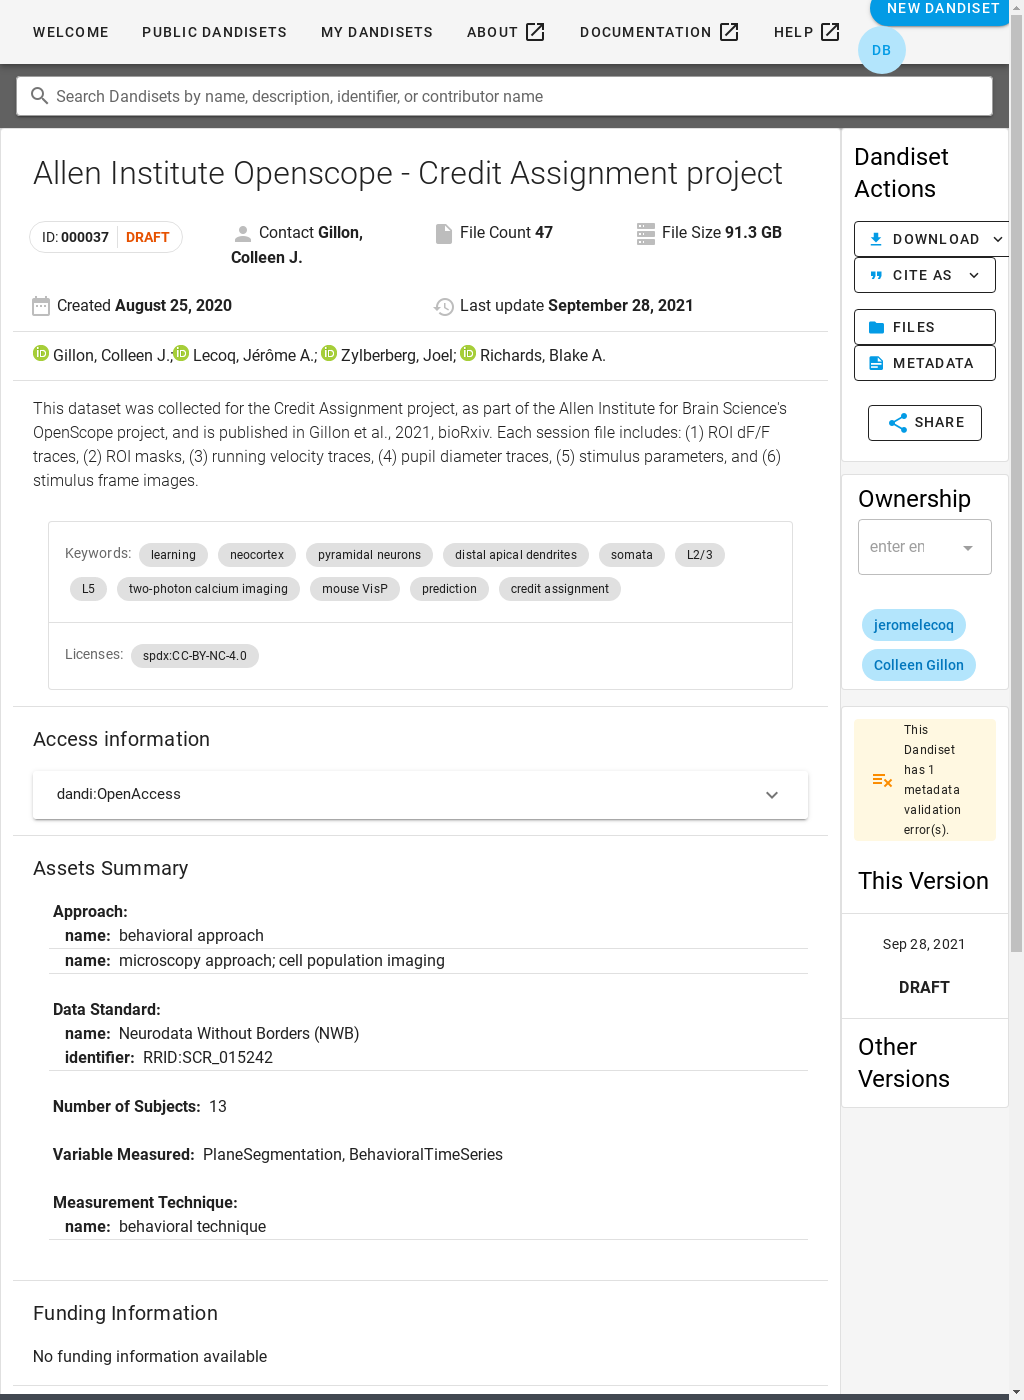 WELCOME PUBLIC DANDISETS MY DANDISETS ABOUT DOCUMENTATION HELP NEW DANDISET
DB
Search Dandisets by name, description, identifier, or contributor name
Allen Institute Openscope - Credit Assignment project
ID: 000037 DRAFT
Contact Gillon,
Colleen J.
File Count 47
File Size 91.3 GB
Created August 25, 2020
Last update September 28, 2021
iD Gillon, Colleen J.; iD Lecoq, Jérôme A.; iD Zylberberg, Joel; iD Richards, Blake A.
This dataset was collected for the Credit Assignment project, as part of the Allen Institute for Brain Science's
OpenScope project, and is published in Gillon et al., 2021, bioRxiv. Each session file includes: (1) ROI dF/F
traces, (2) ROI masks, (3) running velocity traces, (4) pupil diameter traces, (5) stimulus parameters, and (6)
stimulus frame images.
Keywords: learning neocortex pyramidal neurons distal apical dendrites somata L2/3
L5 two-photon calcium imaging mouse VisP prediction credit assignment
Licenses: spdx:CC-BY-NC-4.0
Access information
dandi:OpenAccess
Assets Summary
Approach:
name: behavioral approach
name: microscopy approach; cell population imaging
Data Standard:
name: Neurodata Without Borders (NWB)
identifier: RRID:SCR_015242
Number of Subjects: 13
Variable Measured: PlaneSegmentation, BehavioralTimeSeries
Measurement Technique:
name: behavioral technique
Funding Information
No funding information available
Dandiset
Actions
DOWNLOAD
CITE AS
FILES
METADATA
SHARE
Ownership
enter en
jeromelecoq
Colleen Gillon
This
Dandiset
has 1
metadata
validation
error(s).
This Version
Sep 28, 2021
DRAFT
Other
Versions